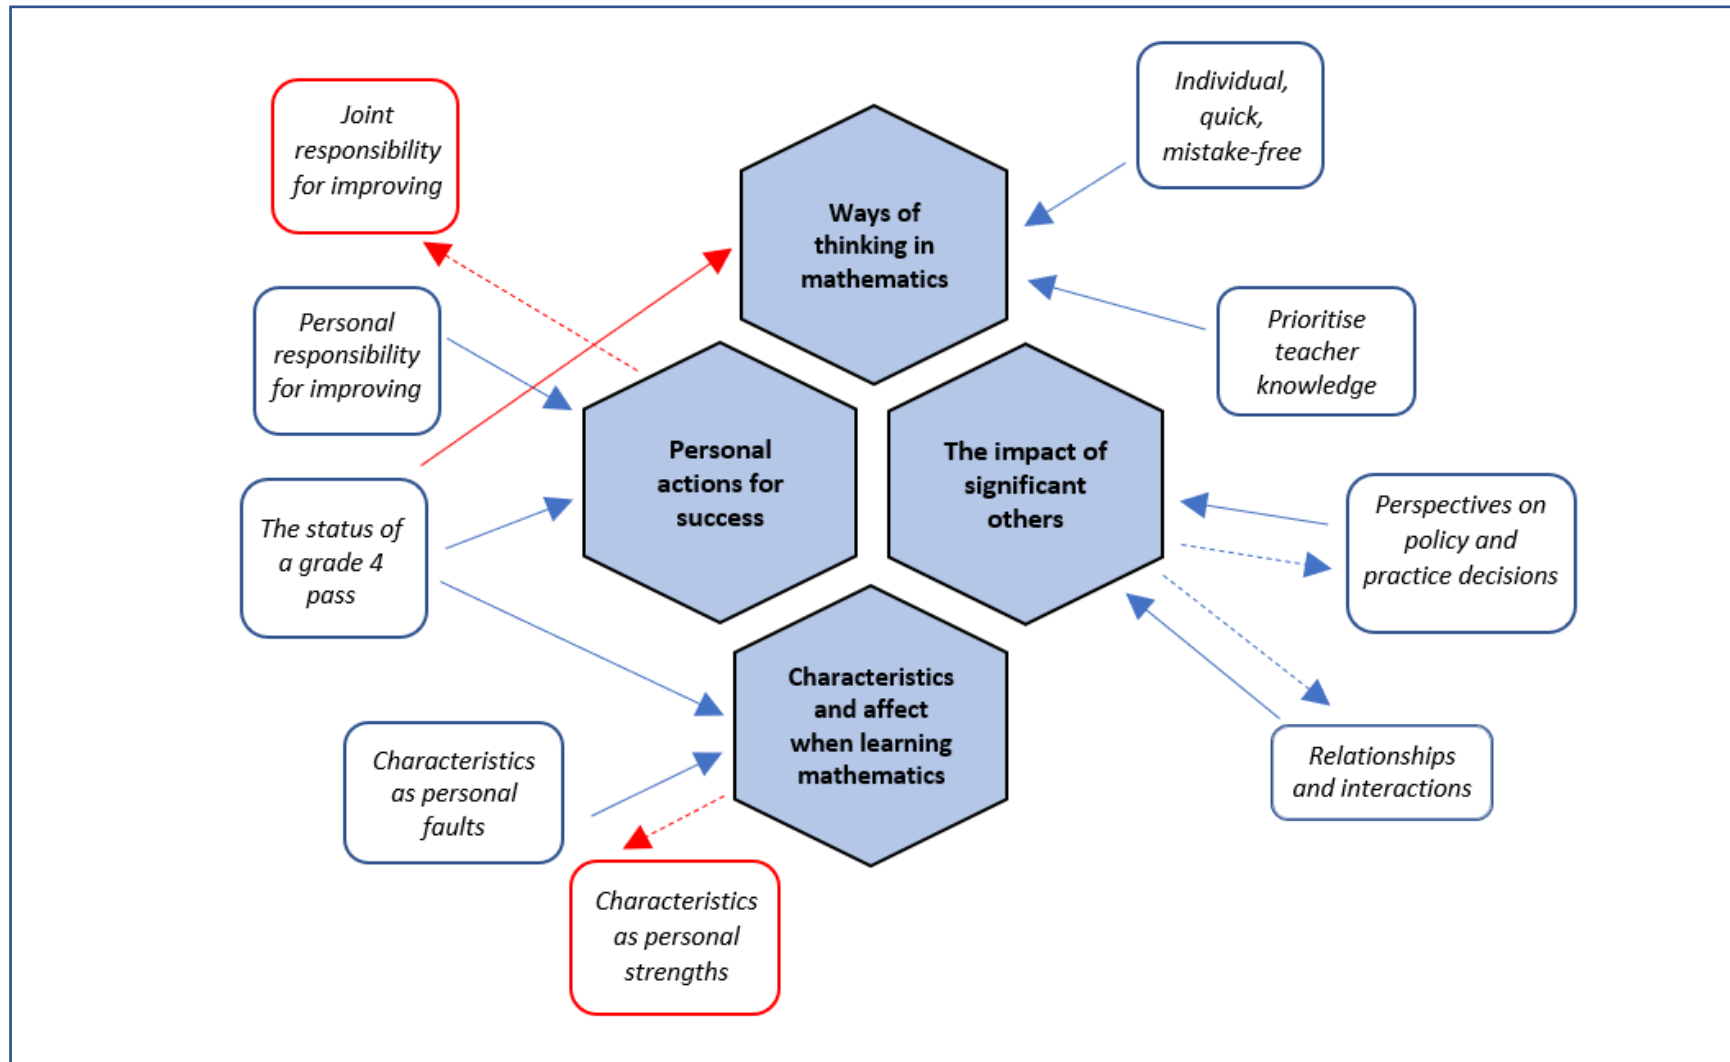 Joint
responsibility
for improving
Individual,
quick,
mistake-free
Ways of
thinking in
mathematics
Personal
responsibility
for improving
Prioritise
teacher
knowledge
Personal
actions for
success
The impact of
significant
others
The status of
a grade 4
pass
Perspectives on
policy and
practice decisions
Characteristics
and affect
when learning
mathematics
Characteristics
as personal
faults
Relationships
and interactions
Characteristics
as personal
strengths